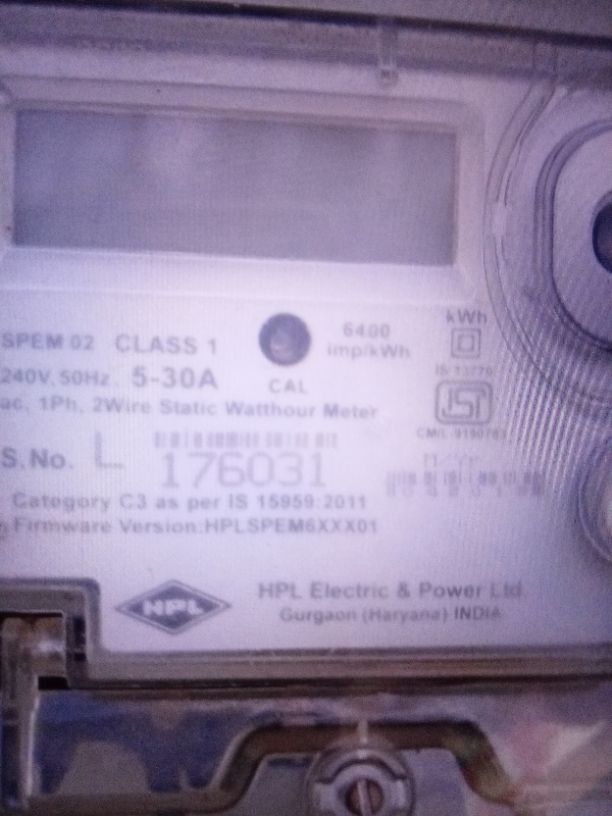 kWh
SPEM 02 CLASS 1
6400
imp/kWh
240V, 50Hz. 5-30A
CAL
ac, 1Ph, 2Wire Static Watthour Meter
ISI
S.No. L 176031
M/Yr
Category C3 as per IS 15959:2011
Firmware Version:HPLSPEM6XXX01
HPL
HPL Electric & Power Ltd.
Gurgaon (Haryana) INDIA